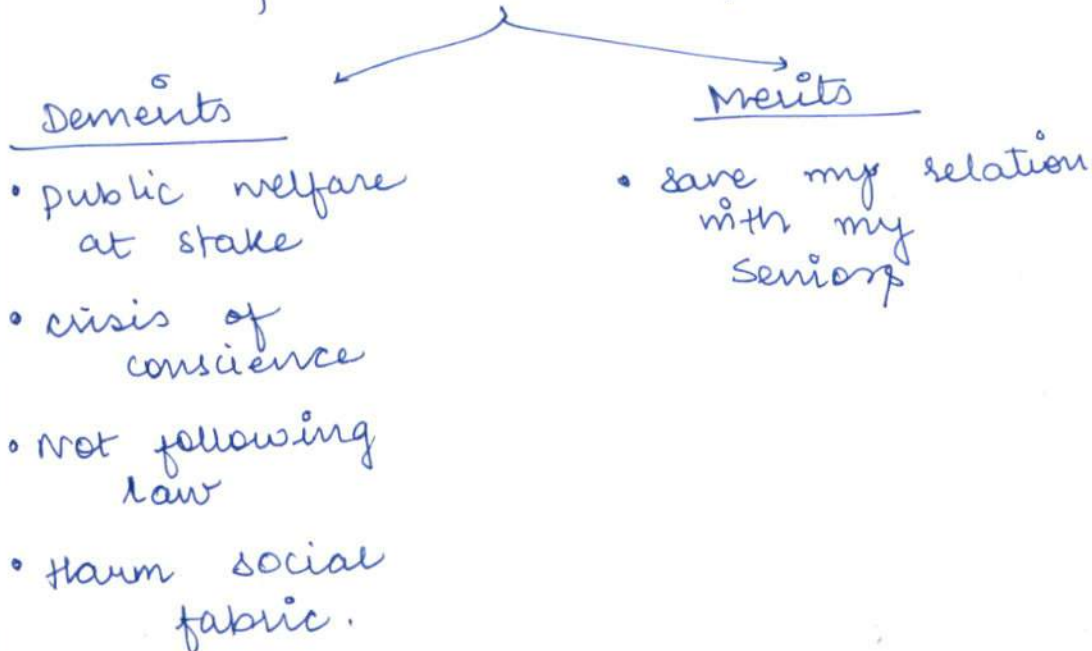 Demerits
• public welfare
at stake
• crisis of
conscience
• Not following
law
• Harm social
fabric.
Merits
• save my relation
with my
seniors